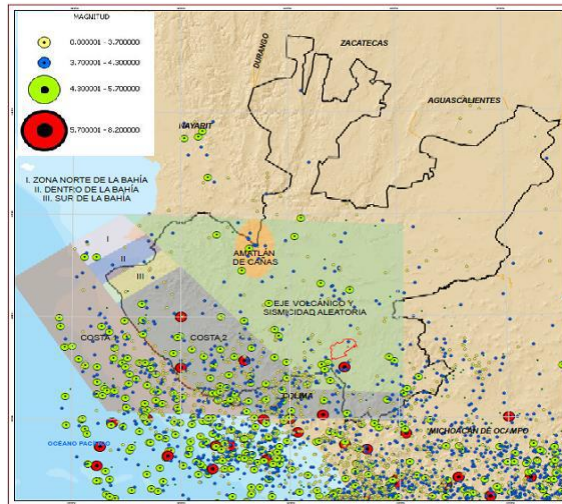 MAGNITUD
0.000001 - 3.700000
3.700001 - 4.300000
4.300001 - 5.700000
5.700001 - 8.200000
DURANGO
ZACATECAS
AGUASCALIENTES
NAYARIT
I. ZONA NORTE DE LA BAHÍA
II. DENTRO DE LA BAHÍA
III. SUR DE LA BAHÍA
I
II
III
AMATLÁN
DE CAÑAS
EJE VOLCÁNICO Y
SISMICIDAD ALEATORIA
COSTA
COSTA 2
COLIMA
MICHOACÁN DE OCAMPO
OCÉANO PACÍFICO